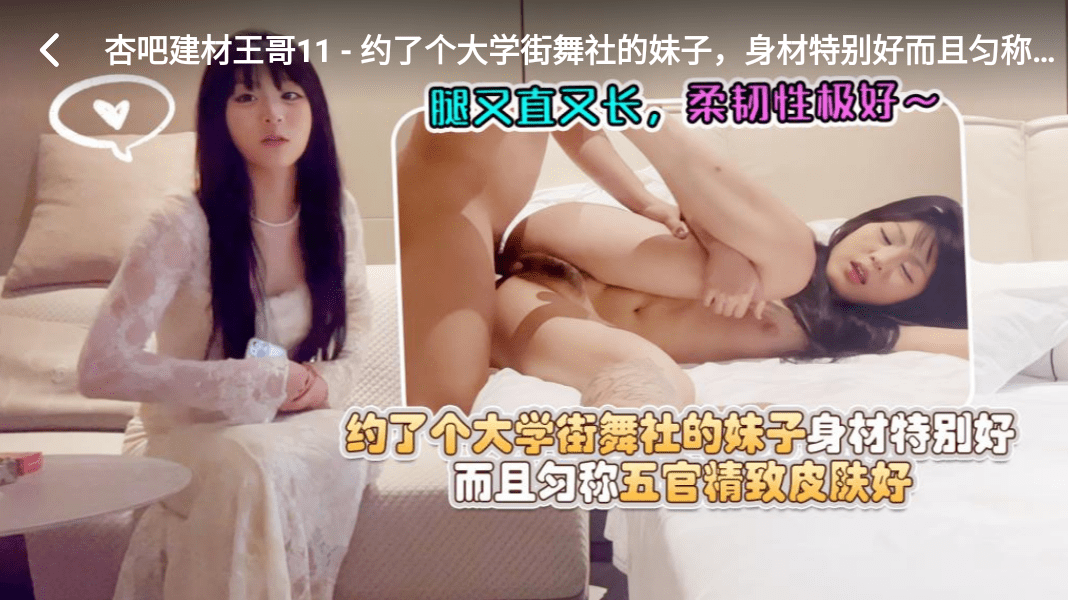 杏吧建材王哥11 - 约了个大学街舞社的妹子，身材特别好而且匀称...
腿又直又长，柔韧性极好～
约了个大学街舞社的妹子身材特别好
而且匀称五官精致皮肤好